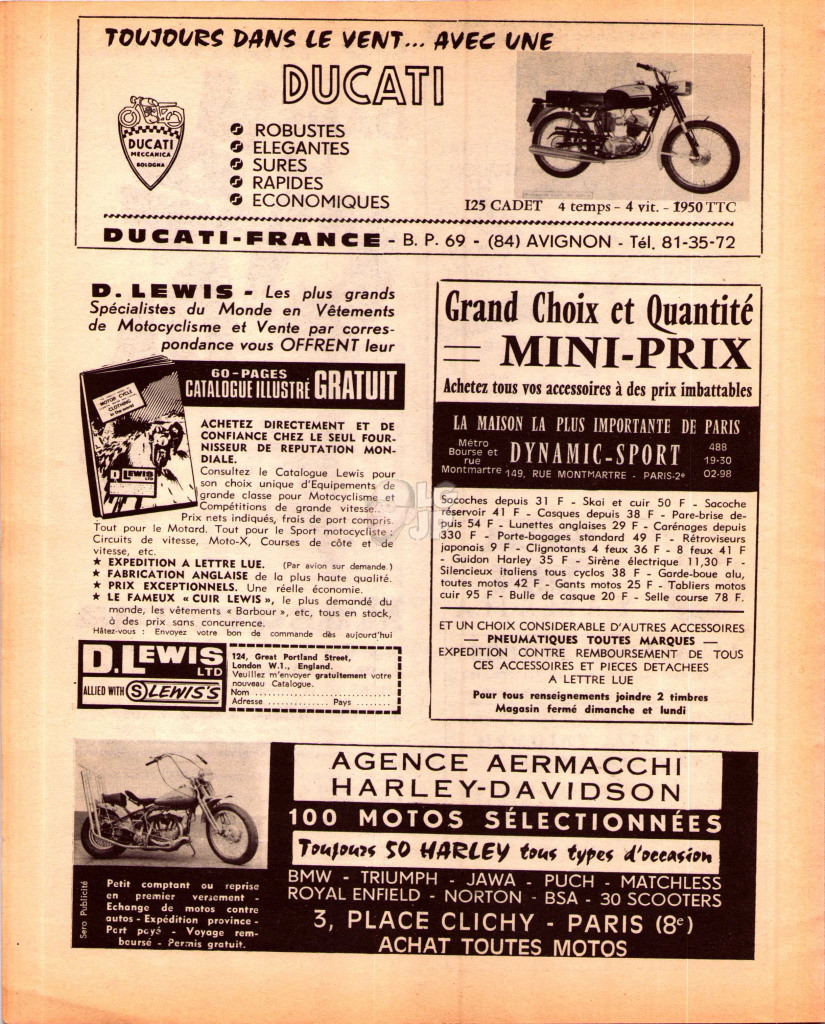 TOUJOURS DANS LE VENT... AVEC UNE
DUCATI
DUCATI
MECCANICA
BOLOGNA
ROBUSTES
ELEGANTES
SURES
RAPIDES
ECONOMIQUES
125 CADET 4 temps - 4 vit. - 1950 TTC
DUCATI-FRANCE - B. P. 69 - (84) AVIGNON - Tél. 81-35-72
D. LEWIS - Les plus grands
Spécialistes du Monde en Vêtements
de Motocyclisme et Vente par corres-
pondance vous OFFRENT leur
60-PAGES
CATALOGUE ILLUSTRÉ GRATUIT
MOTOR CYCLE
CLOTHING
in the world
D. LEWIS
LTD
ACHETEZ DIRECTEMENT ET DE
CONFIANCE CHEZ LE SEUL FOUR-
NISSEUR DE REPUTATION MON-
DIALE.
Consultez le Catalogue Lewis pour
son choix unique d'Equipements de
grande classe pour Motocyclisme et
Compétitions de grande vitesse...
Prix nets indiqués, frais de port compris.
Tout pour le Motard. Tout pour le Sport motocycliste :
Circuits de vitesse, Moto-X, Courses de côte et de
vitesse, etc.
★ EXPEDITION A LETTRE LUE. (Par avion sur demande.)
★ FABRICATION ANGLAISE de la plus haute qualité.
★ PRIX EXCEPTIONNELS. Une réelle économie.
★ LE FAMEUX « CUIR LEWIS », le plus demandé du
monde, les vêtements « Barbour », etc, tous en stock,
à des prix sans concurrence.
Hâtez-vous : Envoyez votre bon de commande dès aujourd'hui
D. LEWIS
LTD
ALLIED WITH S LEWIS'S
124, Great Portland Street,
London W.1., England.
Veuillez m'envoyer gratuitement votre
nouveau Catalogue.
Nom
Adresse Pays
Grand Choix et Quantité
= MINI-PRIX
Achetez tous vos accessoires à des prix imbattables
LA MAISON LA PLUS IMPORTANTE DE PARIS
Métro
Bourse et
rue
Montmartre
DYNAMIC-SPORT
149, RUE MONTMARTRE - PARIS-2e
488
19-30
02-98
Sacoches depuis 31 F - Skai et cuir 50 F - Sacoche
réservoir 41 F - Casques depuis 38 F - Pare-brise de-
puis 54 F - Lunettes anglaises 29 F - Carénages depuis
330 F - Porte-bagages standard 49 F - Rétroviseurs
japonais 9 F - Clignotants 4 feux 36 F - 8 feux 41 F
- Guidon Harley 35 F - Sirène électrique 11,30 F -
Silencieux italiens tous cyclos 38 F - Garde-boue alu,
toutes motos 42 F - Gants motos 25 F - Tabliers motos
cuir 95 F - Bulle de casque 20 F - Selle course 78 F.
ET UN CHOIX CONSIDERABLE D'AUTRES ACCESSOIRES
— PNEUMATIQUES TOUTES MARQUES —
EXPEDITION CONTRE REMBOURSEMENT DE TOUS
CES ACCESSOIRES ET PIECES DETACHEES
A LETTRE LUE
Pour tous renseignements joindre 2 timbres
Magasin fermé dimanche et lundi
Sero Publicité
Petit comptant ou reprise
en premier versement -
Echange de motos contre
autos - Expédition province -
Port payé - Voyage rem-
boursé - Permis gratuit.
AGENCE AERMACCHI
HARLEY-DAVIDSON
100 MOTOS SÉLECTIONNÉES
Toujours 50 HARLEY tous types d'occasion
BMW - TRIUMPH - JAWA - PUCH - MATCHLESS
ROYAL ENFIELD - NORTON - BSA - 30 SCOOTERS
3, PLACE CLICHY - PARIS (8e)
ACHAT TOUTES MOTOS